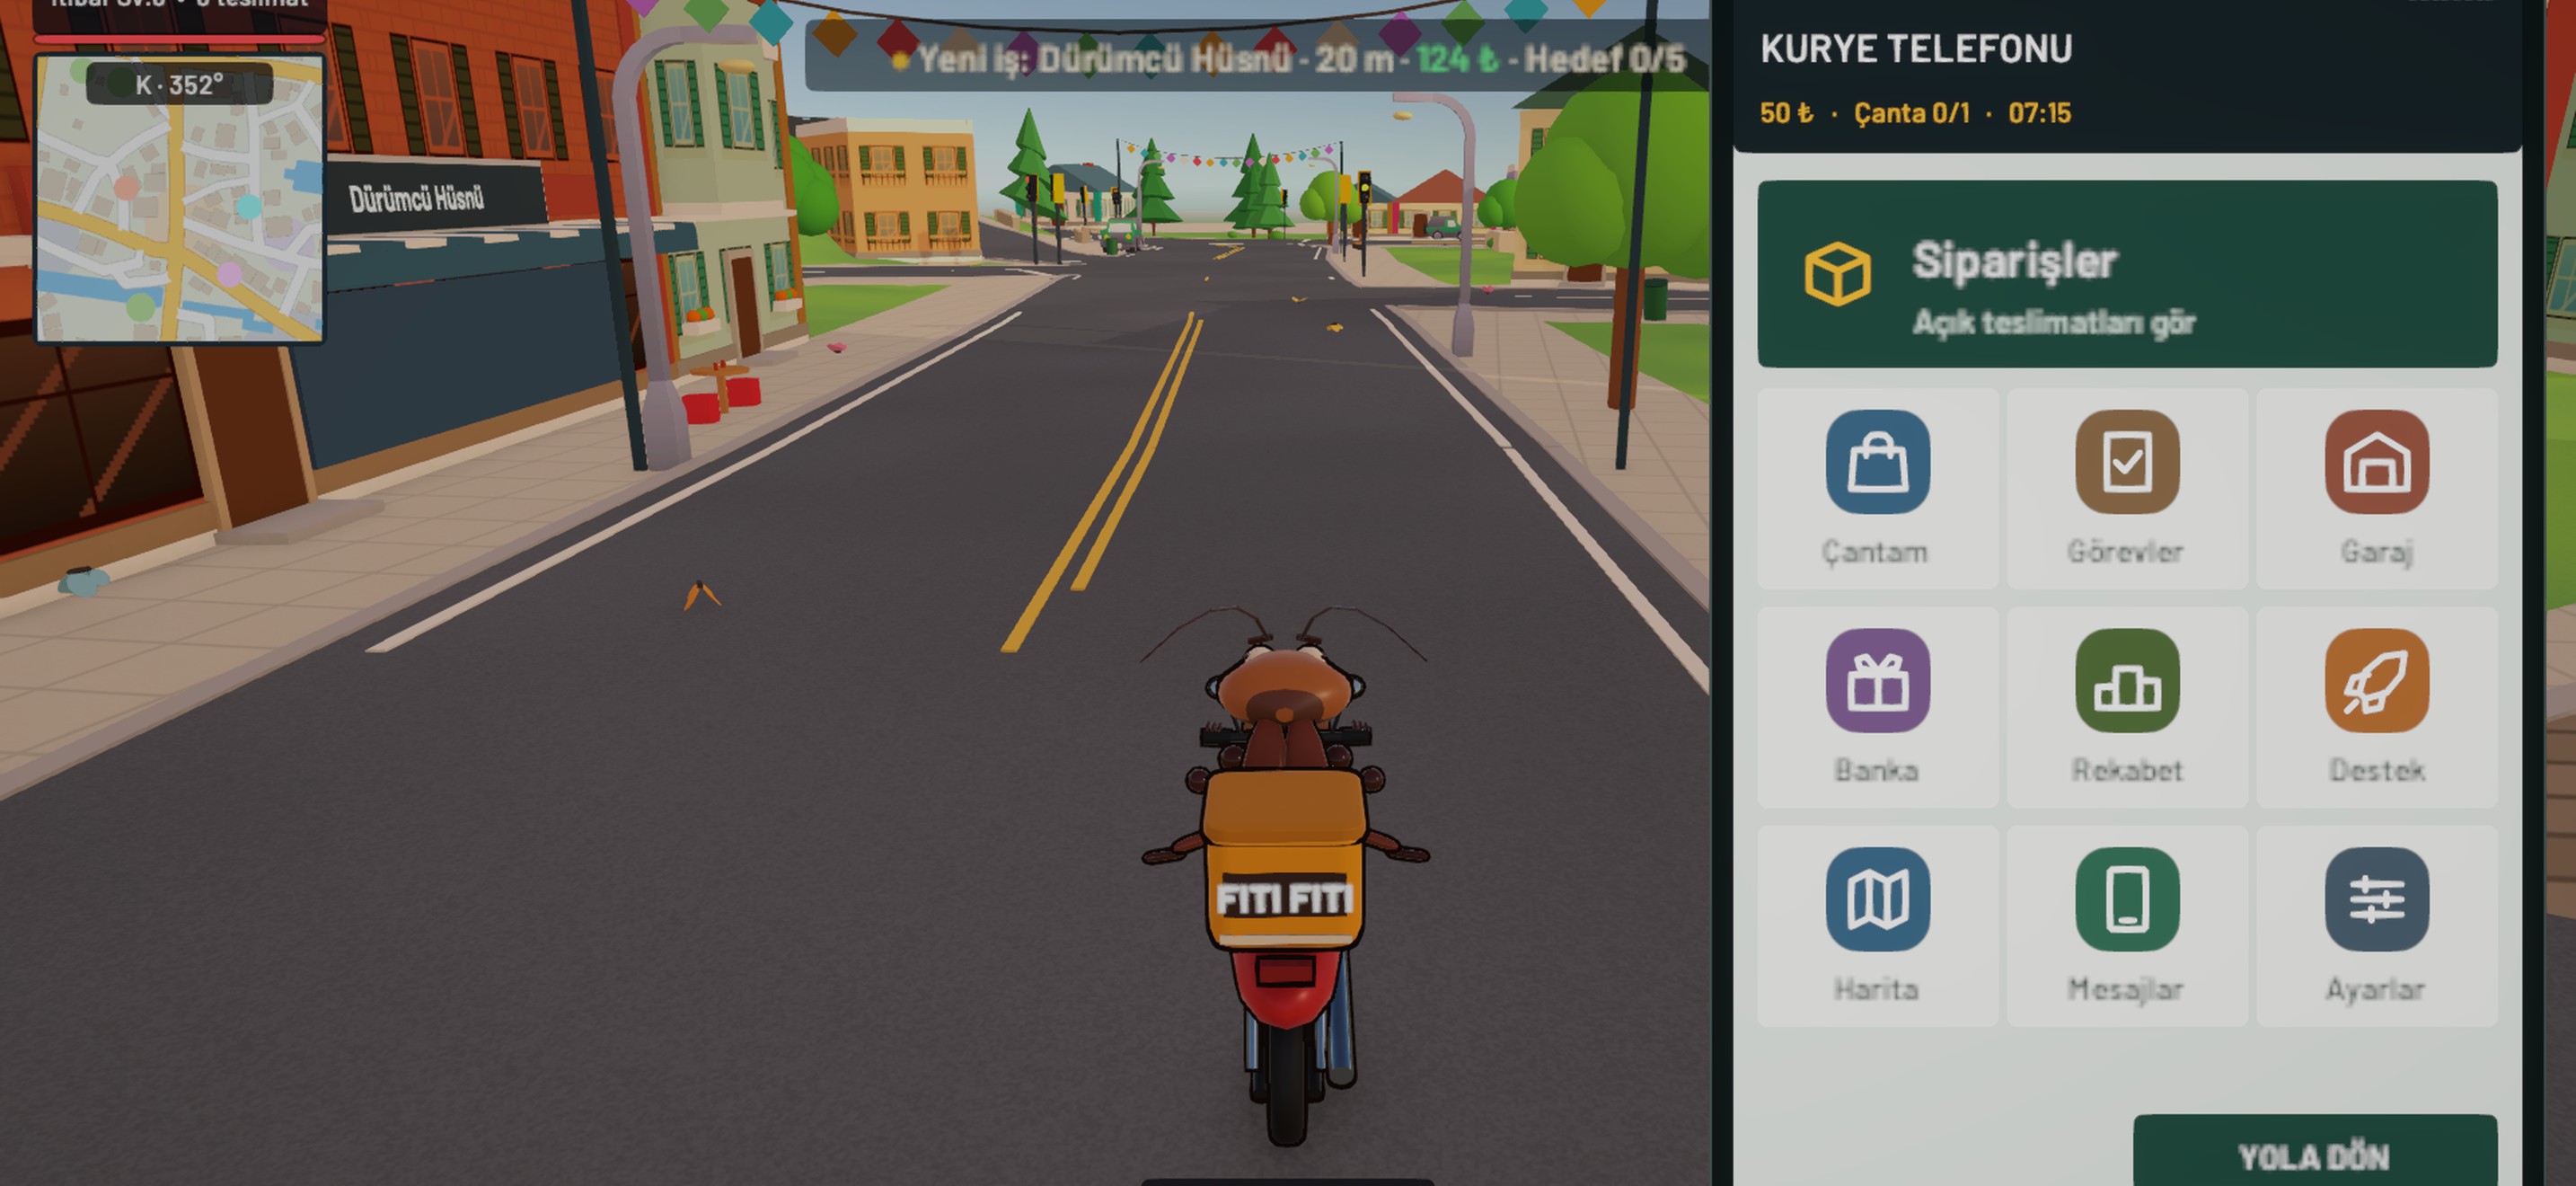 K · 352°
Dürümcü Hüsnü
Yeni iş: Dürümcü Hüsnü - 20 m - 124 ₺ - Hedef 0/5
FITI FITI
KURYE TELEFONU
50 ₺ · Çanta 0/1 · 07:15
Siparişler
Açık teslimatları gör
Çantam
Görevler
Garaj
Banka
Rekabet
Destek
Harita
Mesajlar
Ayarlar
YOLA DÖN